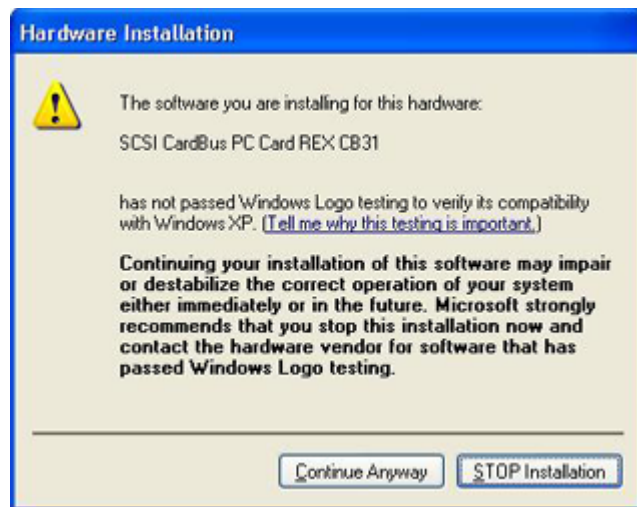 Hardware Installation
The software you are installing for this hardware:
SCSI CardBus PC Card REX CB31
has not passed Windows Logo testing to verify its compatibility
with Windows XP. (Tell me why this testing is important.)
Continuing your installation of this software may impair
or destabilize the correct operation of your system
either immediately or in the future. Microsoft strongly
recommends that you stop this installation now and
contact the hardware vendor for software that has
passed Windows Logo testing.
Continue Anyway
STOP Installation